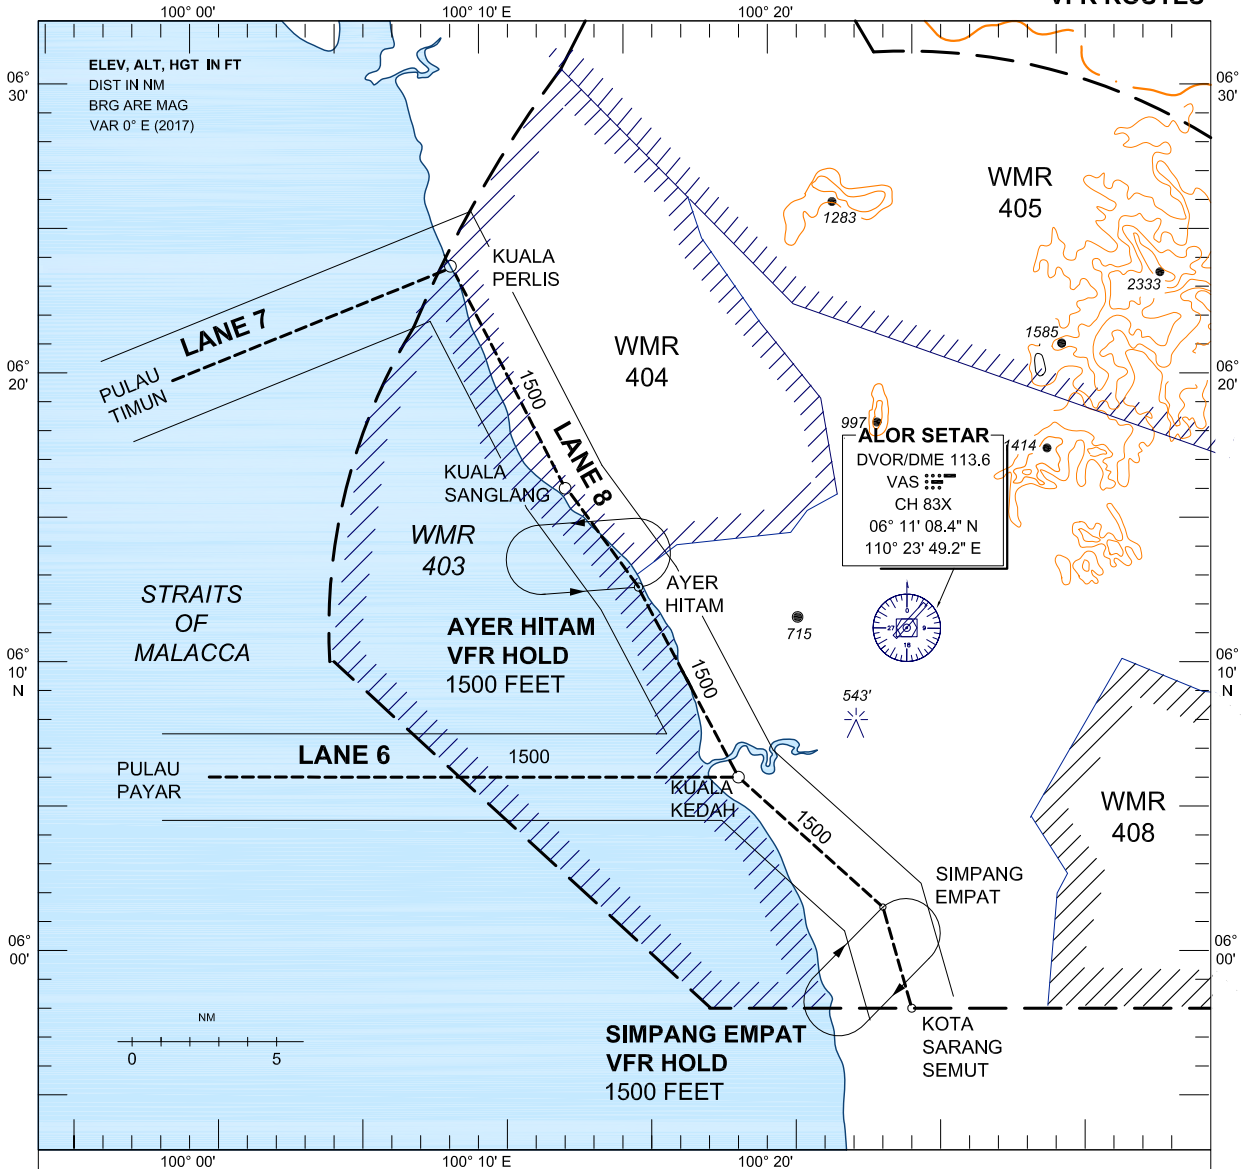 VFR ROUTES
100° 00'
100° 10' E
100° 20'
ELEV, ALT, HGT IN FT
DIST IN NM
BRG ARE MAG
VAR 0° E (2017)
06°
30'
06°
30'
WMR
405
1283
2333
1585
KUALA
PERLIS
LANE 7
PULAU
TIMUN
WMR
404
06°
20'
06°
20'
1500
LANE 8
997
1414
ALOR SETAR
DVOR/DME 113.6
VAS
CH 83X
06° 11' 08.4" N
110° 23' 49.2" E
KUALA
SANGLANG
WMR
403
AYER
HITAM
STRAITS
OF
MALACCA
AYER HITAM
VFR HOLD
1500 FEET
715
0
9
18
27
06°
10'
N
06°
10'
N
1500
543'
LANE 6
1500
PULAU
PAYAR
KUALA
KEDAH
1500
WMR
408
SIMPANG
EMPAT
06°
00'
06°
00'
NM
0
5
SIMPANG EMPAT
VFR HOLD
1500 FEET
KOTA
SARANG
SEMUT
100° 00'
100° 10' E
100° 20'